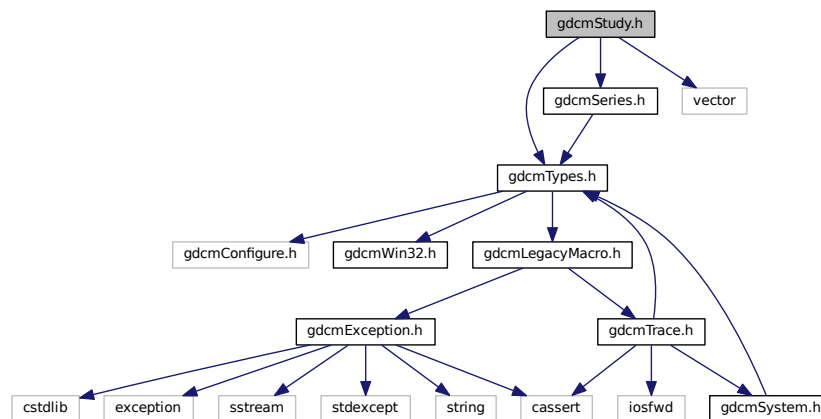 gdcmStudy.h
gdcmSeries.h
vector
gdcmTypes.h
gdcmConfigure.h
gdcmWin32.h
gdcmLegacyMacro.h
gdcmException.h
gdcmTrace.h
cstdlib
exception
sstream
stdexcept
string
cassert
iosfwd
gdcmSystem.h